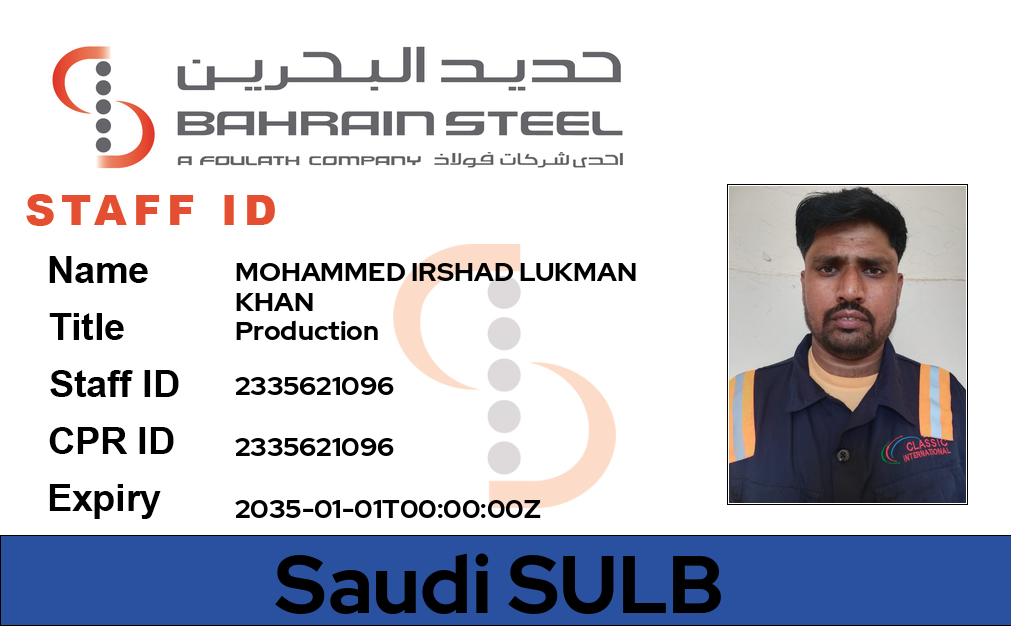 حديد البحرين
BAHRAIN STEEL
A FOULATH COMPANY احدى شركات فولاذ
STAFF ID
Name MOHAMMED IRSHAD LUKMAN
KHAN
Title Production
Staff ID 2335621096
CPR ID 2335621096
Expiry 2035-01-01T00:00:00Z
CLASSIC
INTERNATIONAL
Saudi SULB